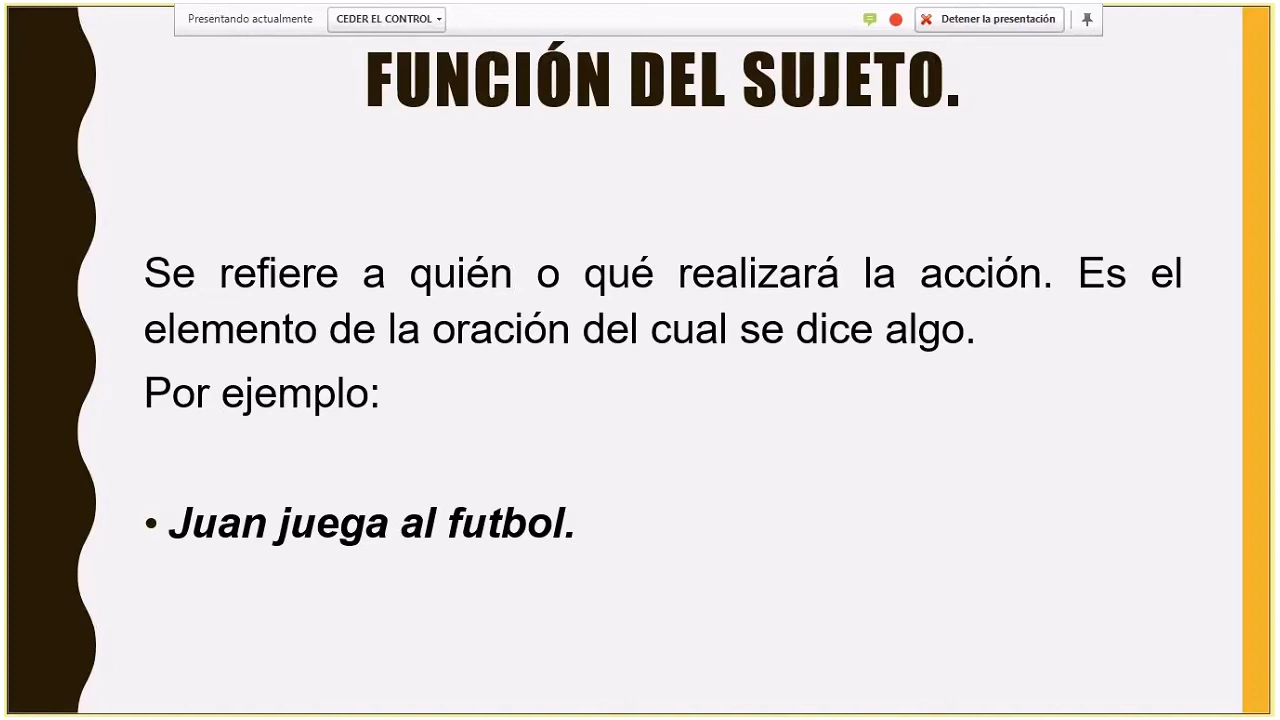 Presentando actualmente CEDER EL CONTROL Detener la presentación
FUNCIÓN DEL SUJETO.
Se refiere a quién o qué realizará la acción. Es el
elemento de la oración del cual se dice algo.
Por ejemplo:
• Juan juega al futbol.